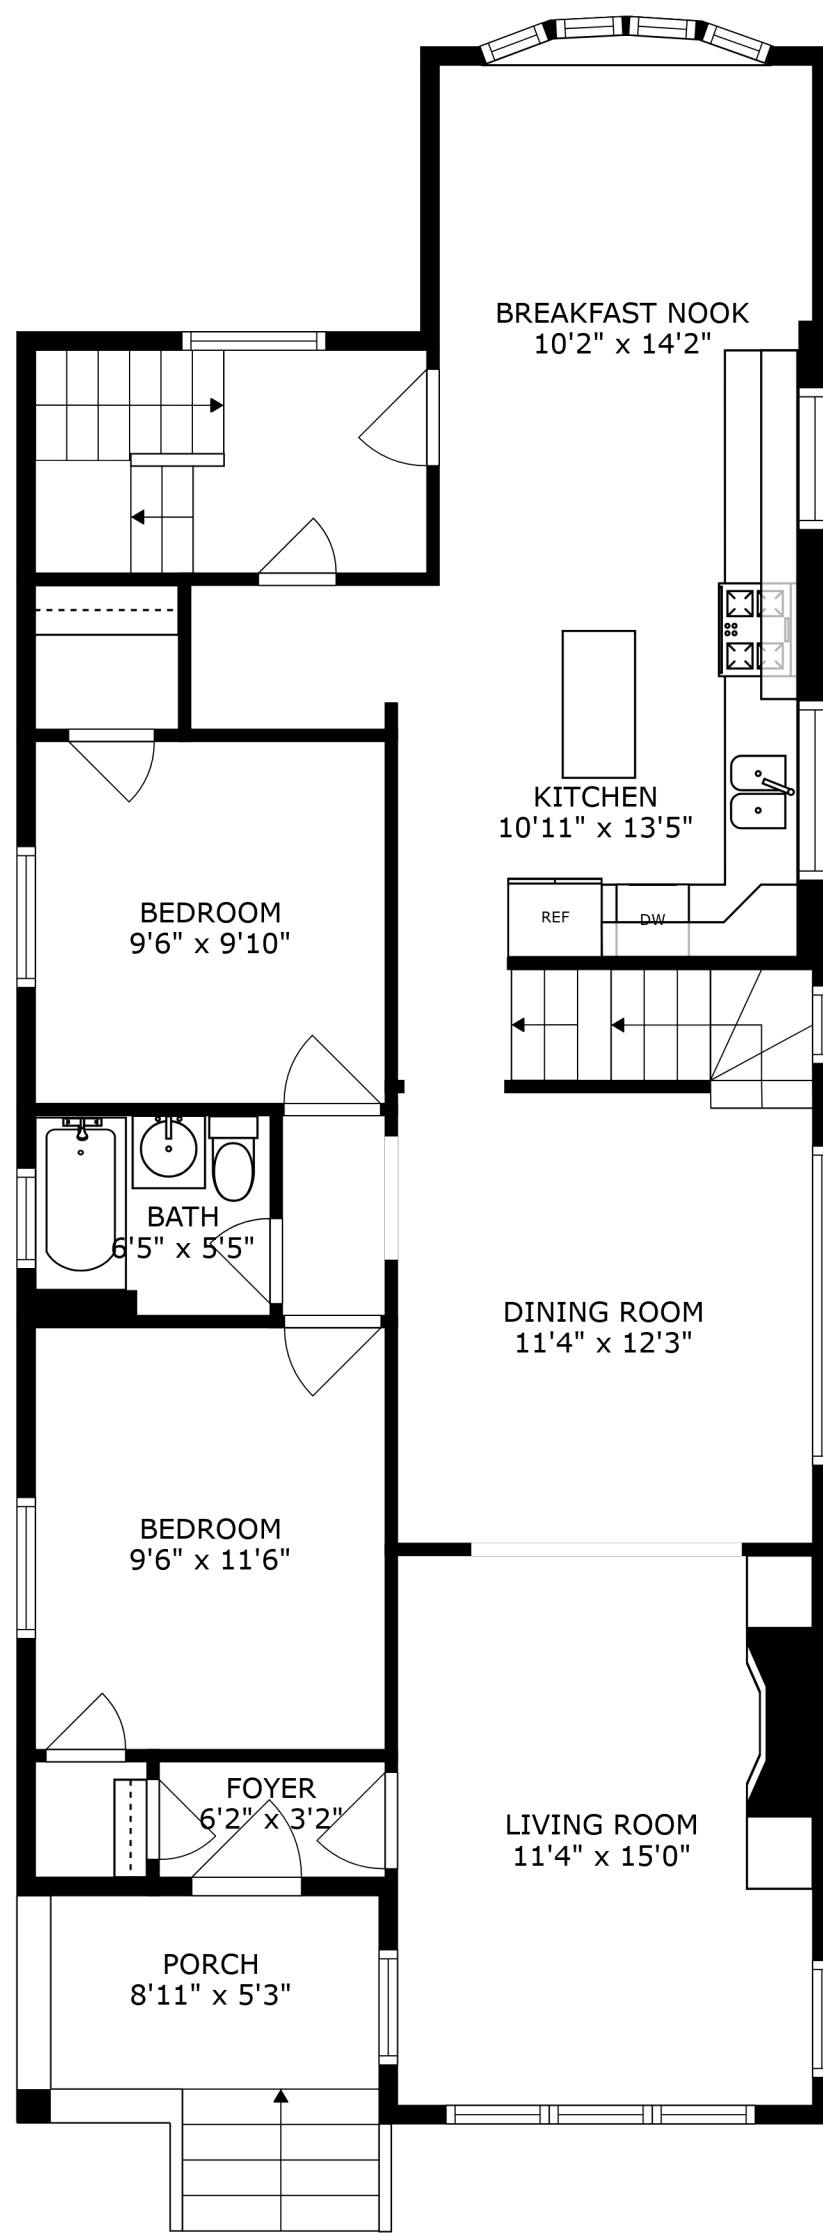 BREAKFAST NOOK
10'2" x 14'2"
KITCHEN
10'11" x 13'5"
BEDROOM
9'6" x 9'10"
REF
DW
BATH
6'5" x 5'5"
DINING ROOM
11'4" x 12'3"
BEDROOM
9'6" x 11'6"
FOYER
6'2" x 3'2"
LIVING ROOM
11'4" x 15'0"
PORCH
8'11" x 5'3"